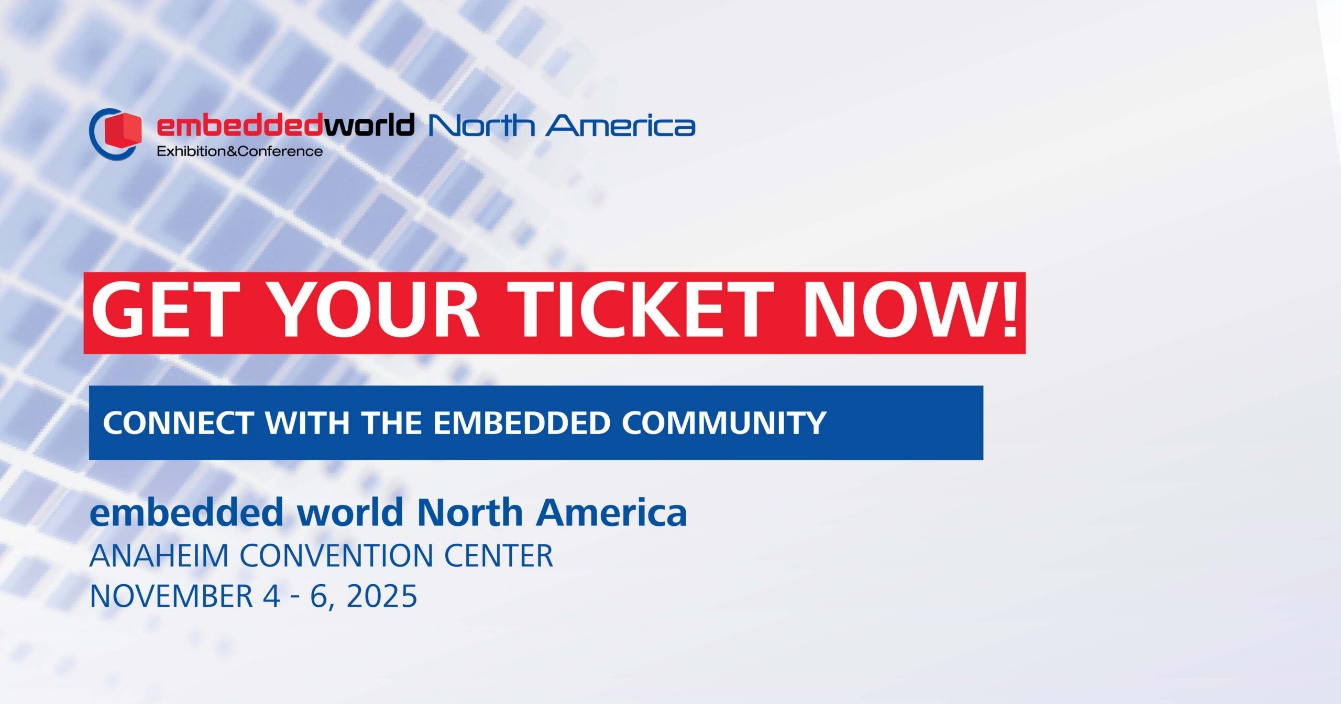 embeddedworld North America
Exhibition&Conference
GET YOUR TICKET NOW!
CONNECT WITH THE EMBEDDED COMMUNITY
embedded world North America
ANAHEIM CONVENTION CENTER
NOVEMBER 4 - 6, 2025